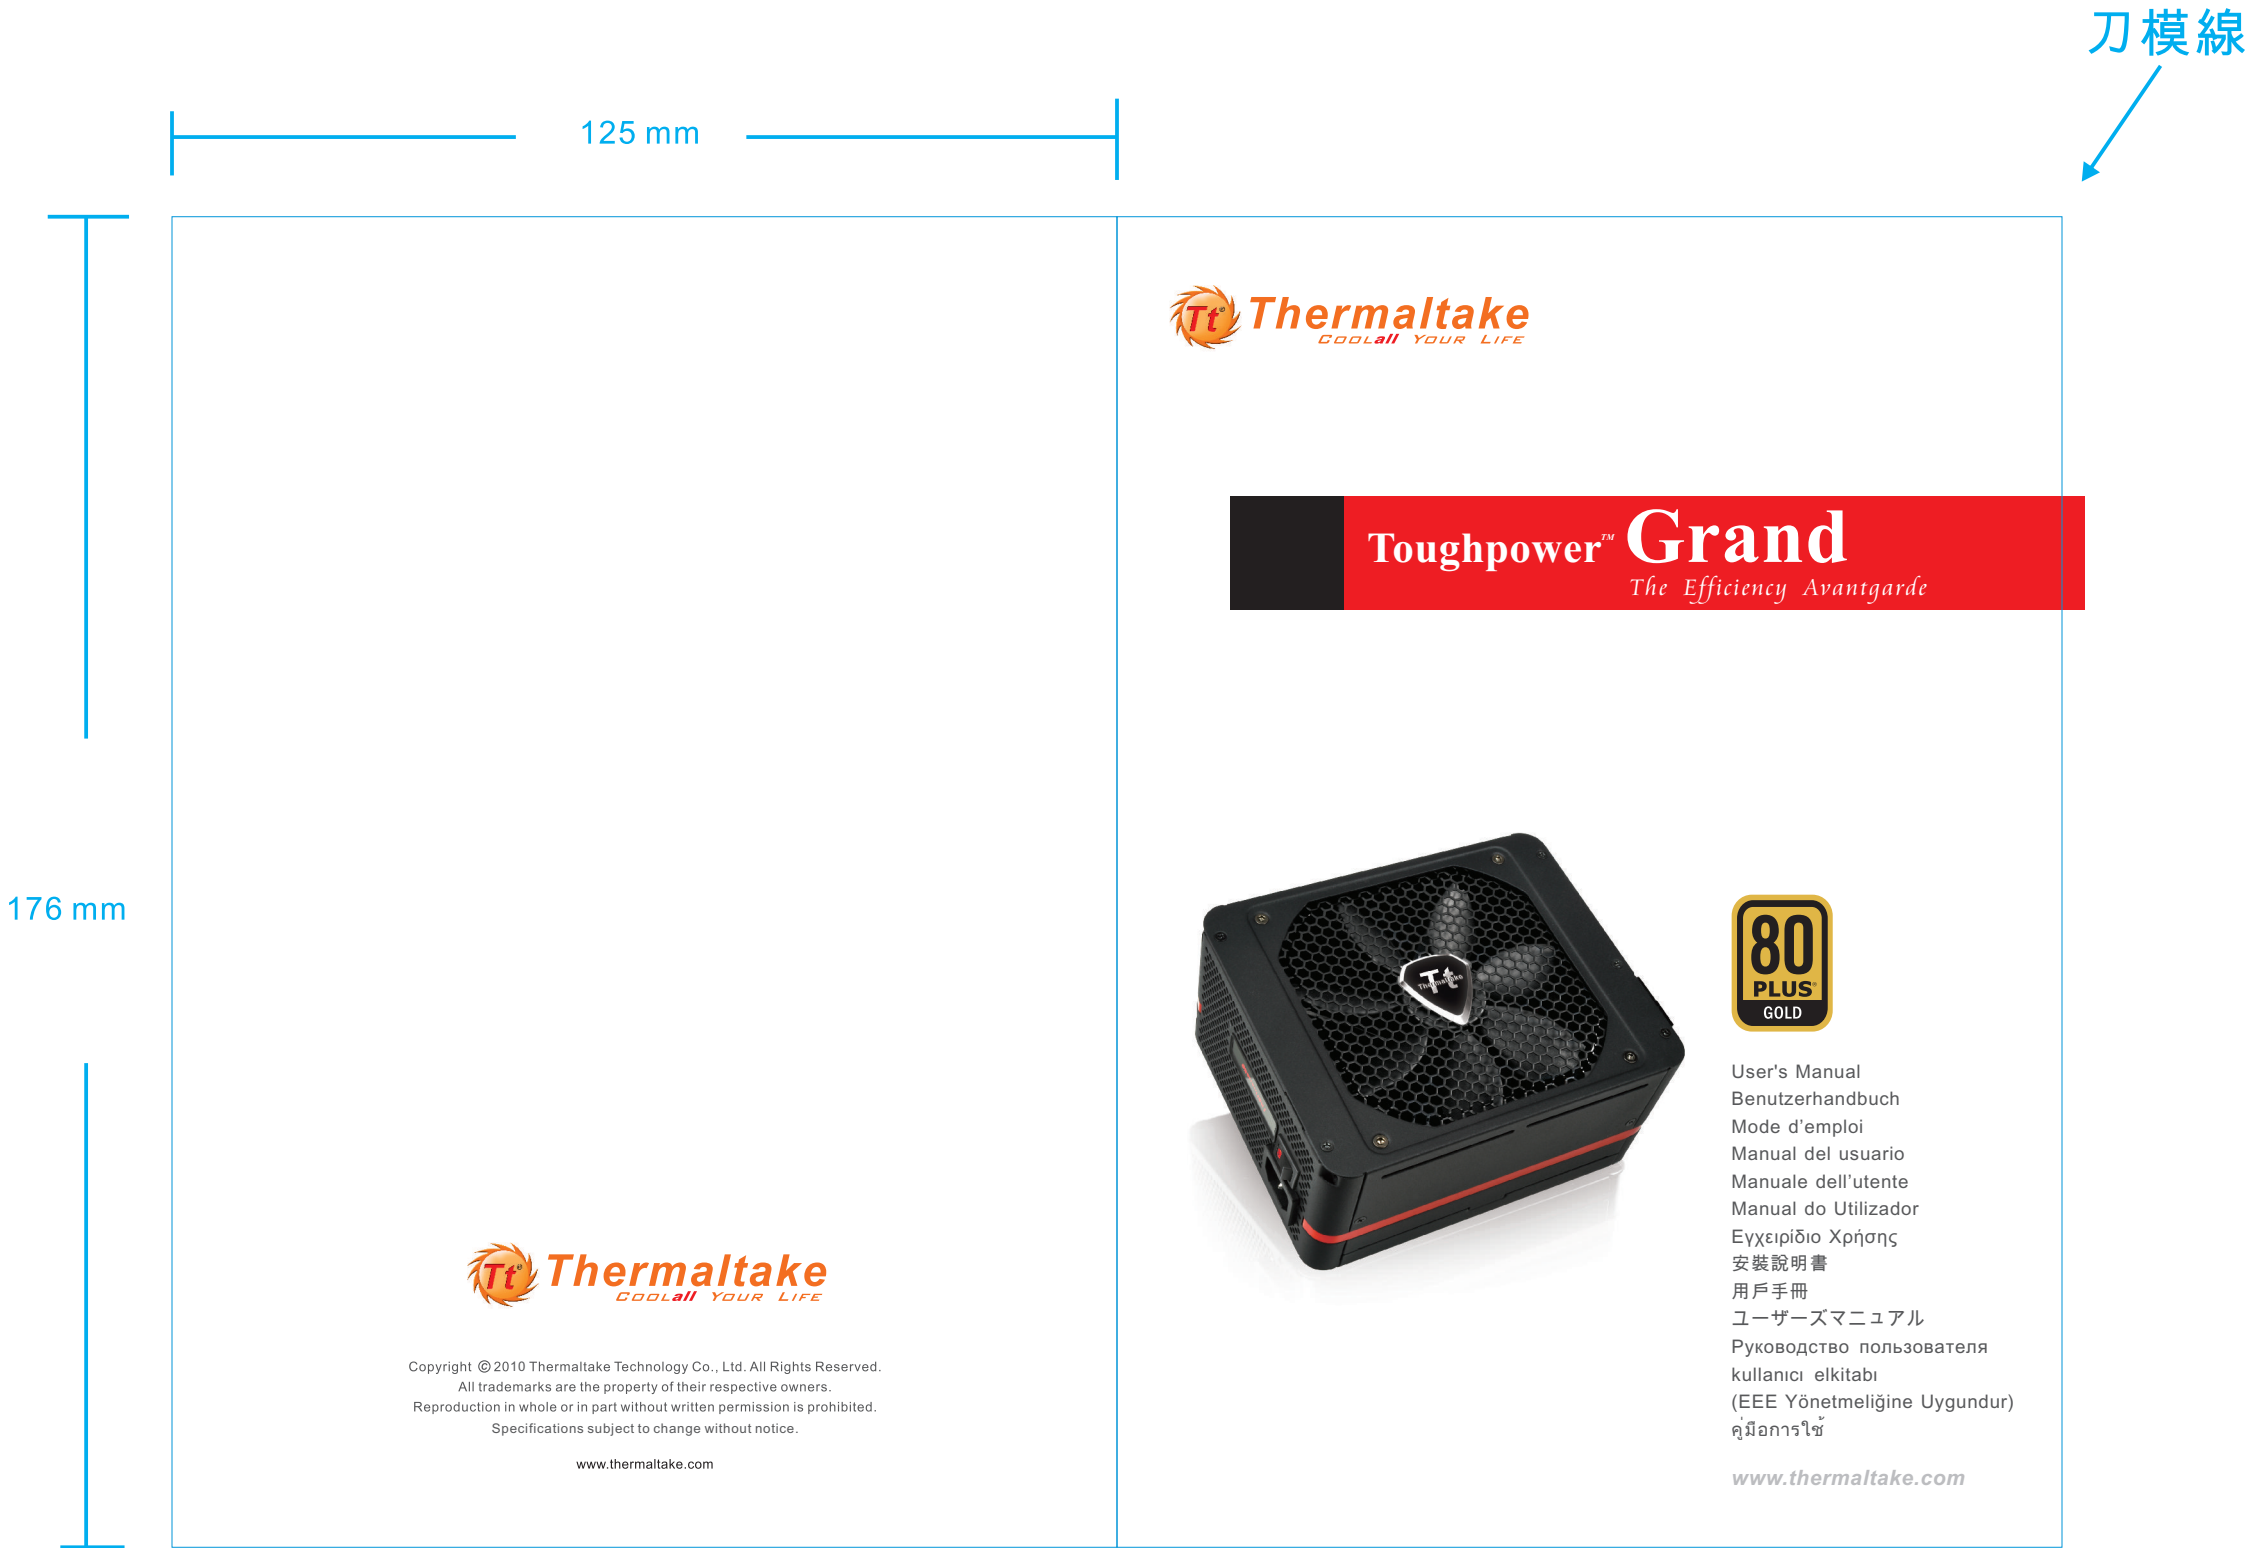 刀模線
125 mm
176 mm
Tt® Thermaltake
COOLall YOUR LIFE
Toughpower™ Grand
The Efficiency Avantgarde
Tt
Thermaltake
80
PLUS®
GOLD
User's Manual
Benutzerhandbuch
Mode d’emploi
Manual del usuario
Manuale dell’utente
Manual do Utilizador
Εγχειρίδιο Χρήσης
安裝說明書
用戶手冊
ユーザーズマニュアル
Руководство пользователя
kullanıcı elkitabı
(EEE Yönetmeliğine Uygundur)
คู่มือการใช้
www.thermaltake.com
Tt® Thermaltake
COOLall YOUR LIFE
Copyright ©2010 Thermaltake Technology Co., Ltd. All Rights Reserved.
All trademarks are the property of their respective owners.
Reproduction in whole or in part without written permission is prohibited.
Specifications subject to change without notice.
www.thermaltake.com